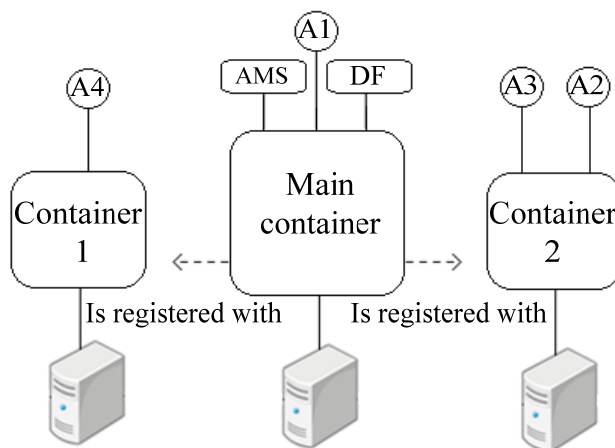 A1
AMS
DF
A4
A3
A2
Main
container
Container
1
Container
2
Is registered with
Is registered with